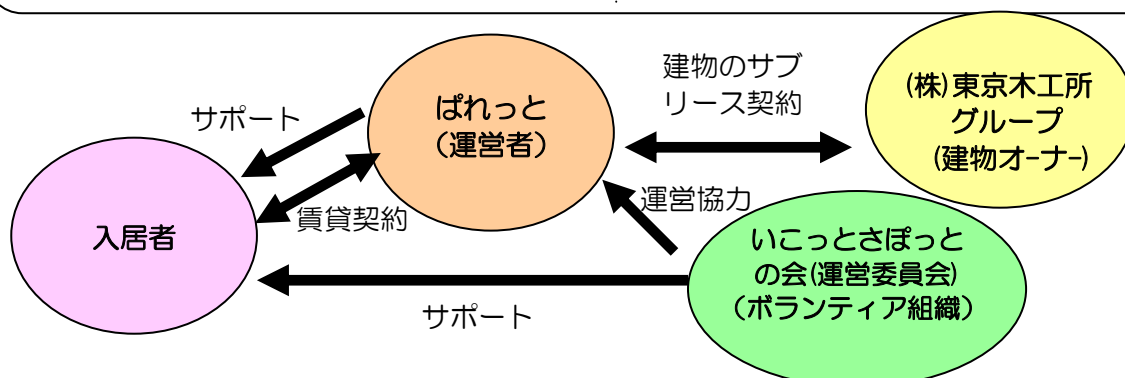 建物のサブ
リース契約
(株)東京木工所
グループ
(建物オーナー)
サポート
ぱれっと
(運営者)
賃貸契約
運営協力
入居者
いこっとさぽっと
の会(運営委員会)
(ボランティア組織)
サポート